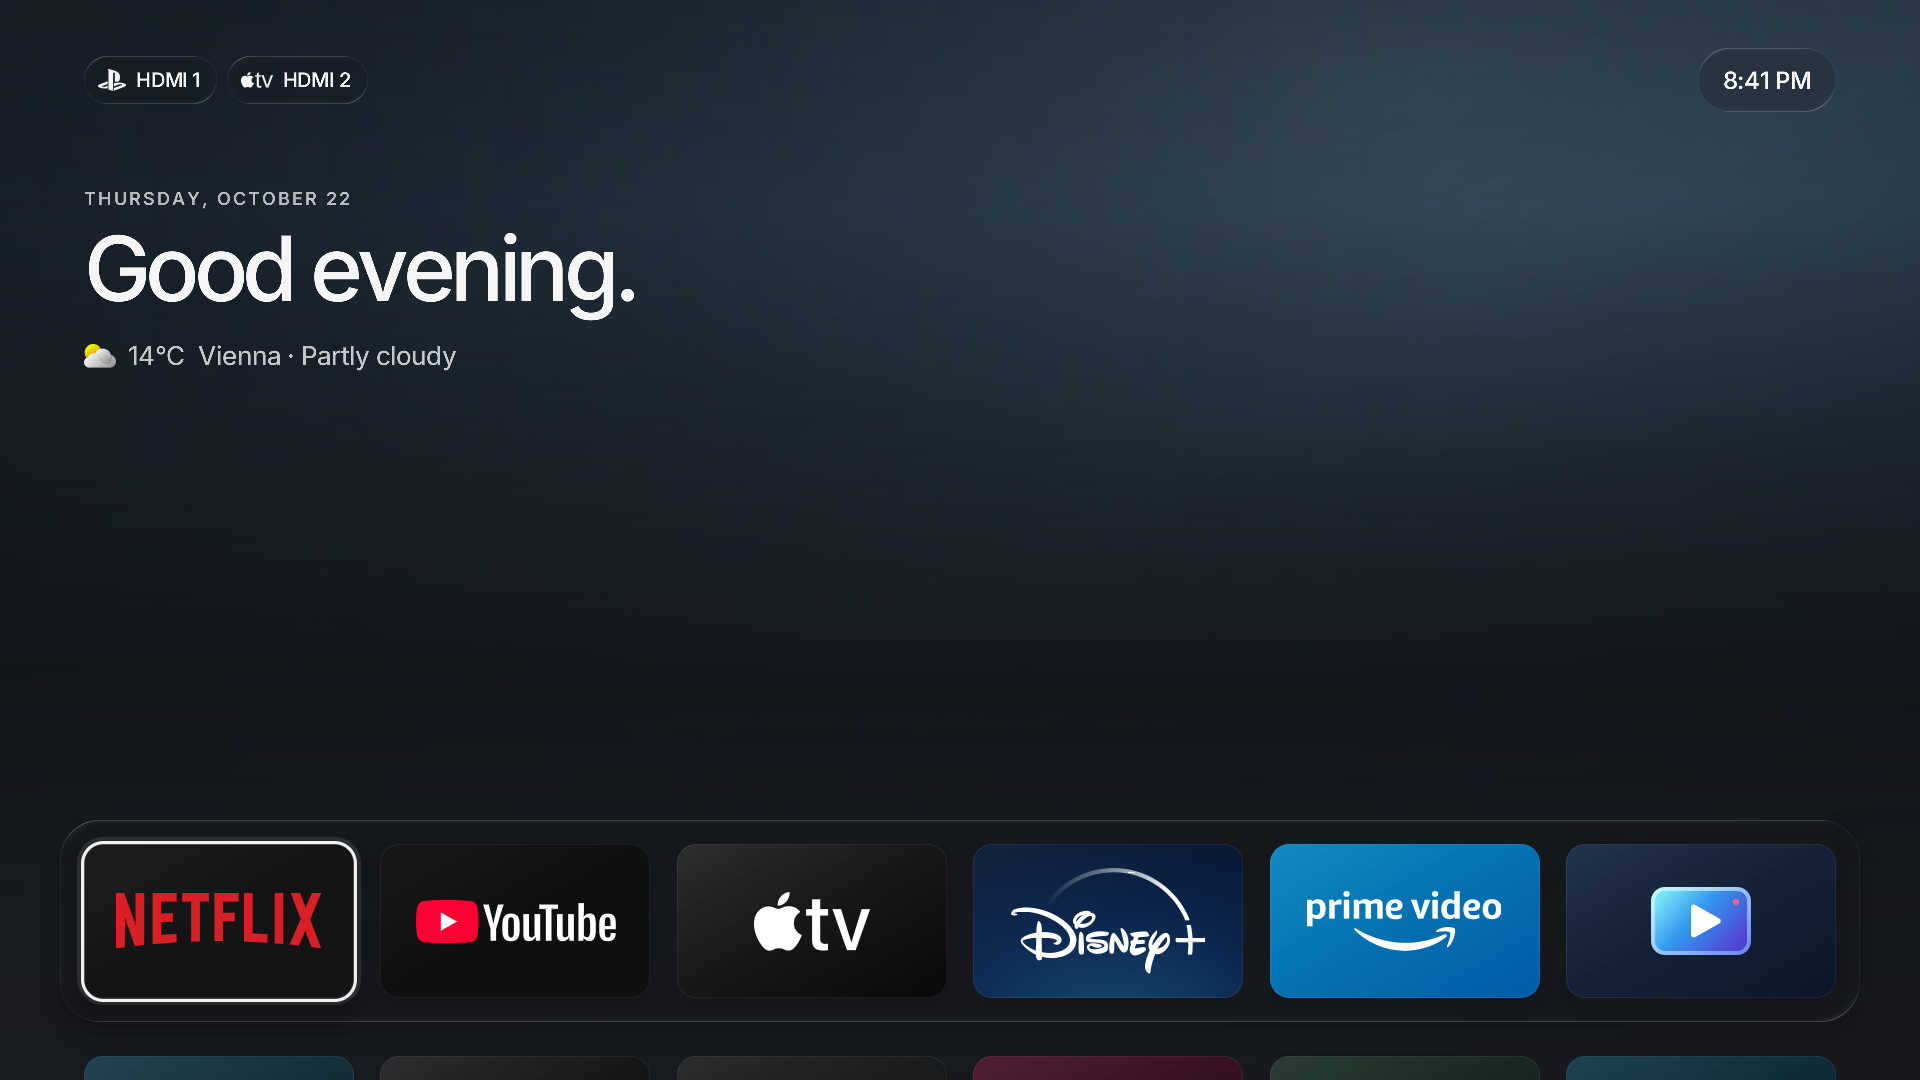 HDMI 1
tv HDMI 2
8:41 PM
THURSDAY, OCTOBER 22
Good evening.
14°C Vienna · Partly cloudy
NETFLIX
YouTube
tv
Disney+
prime video